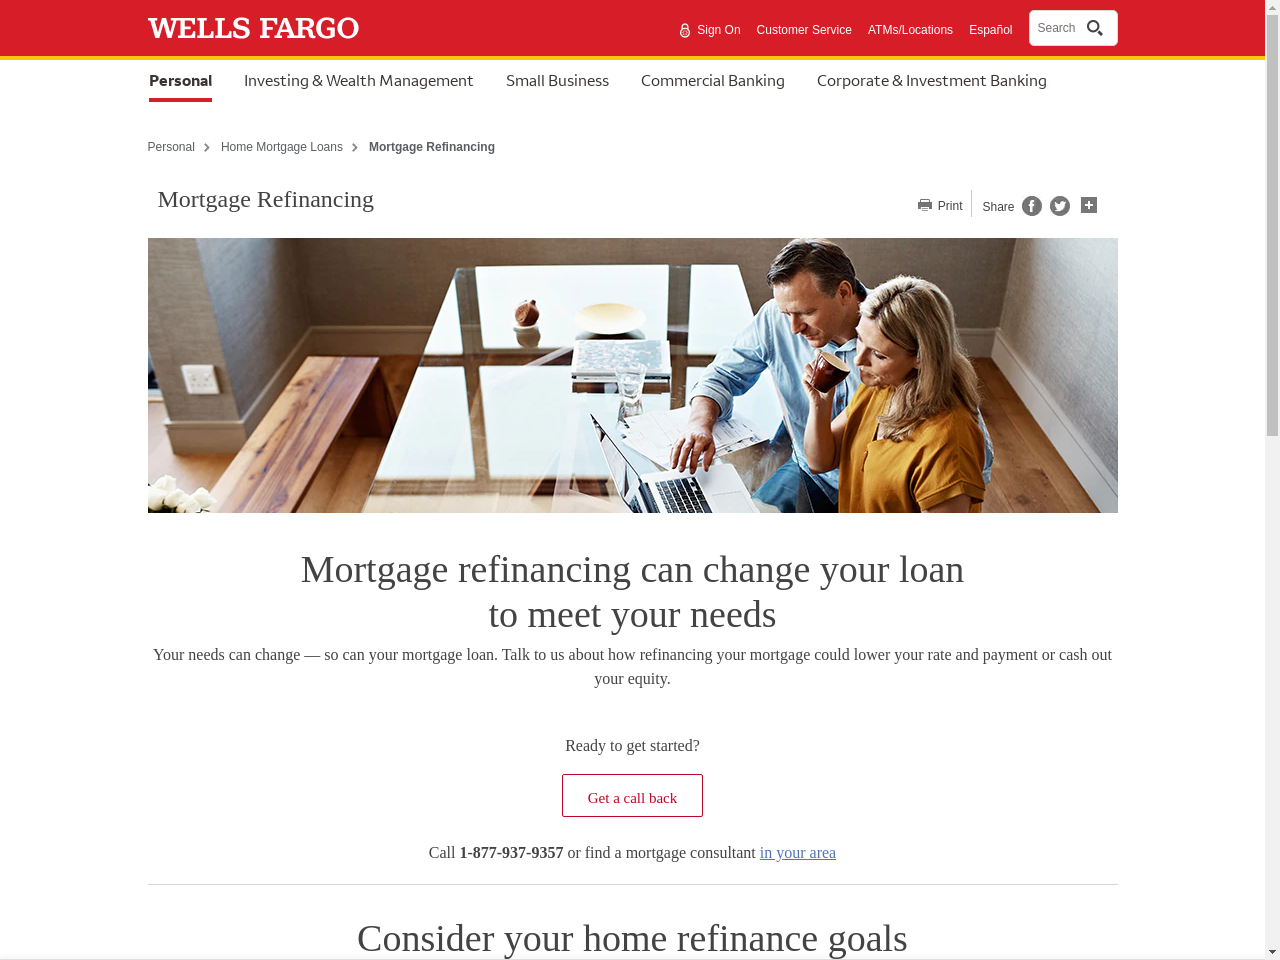 WELLS FARGO
Sign On
Customer Service
ATMs/Locations
Español
Search
Personal
Investing & Wealth Management
Small Business
Commercial Banking
Corporate & Investment Banking
Personal
Home Mortgage Loans
Mortgage Refinancing
Mortgage Refinancing
Print
Share
Mortgage refinancing can change your loan
to meet your needs
Your needs can change — so can your mortgage loan. Talk to us about how refinancing your mortgage could lower your rate and payment or cash out
your equity.
Ready to get started?
Get a call back
Call 1-877-937-9357 or find a mortgage consultant in your area
Consider your home refinance goals